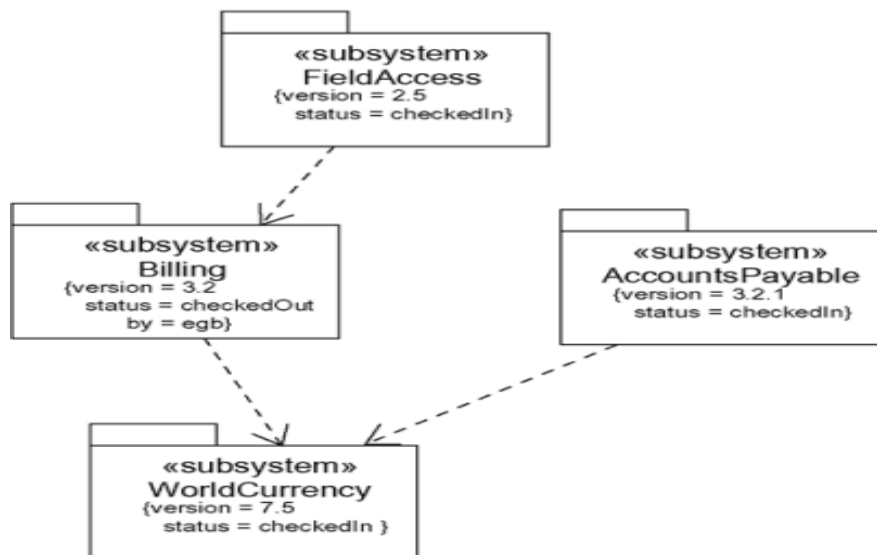 «subsystem»
FieldAccess
{version = 2.5
status = checkedIn}
«subsystem»
Billing
{version = 3.2
status = checkedOut
by = egb}
«subsystem»
AccountsPayable
{version = 3.2.1
status = checkedIn}
«subsystem»
WorldCurrency
{version = 7.5
status = checkedIn }